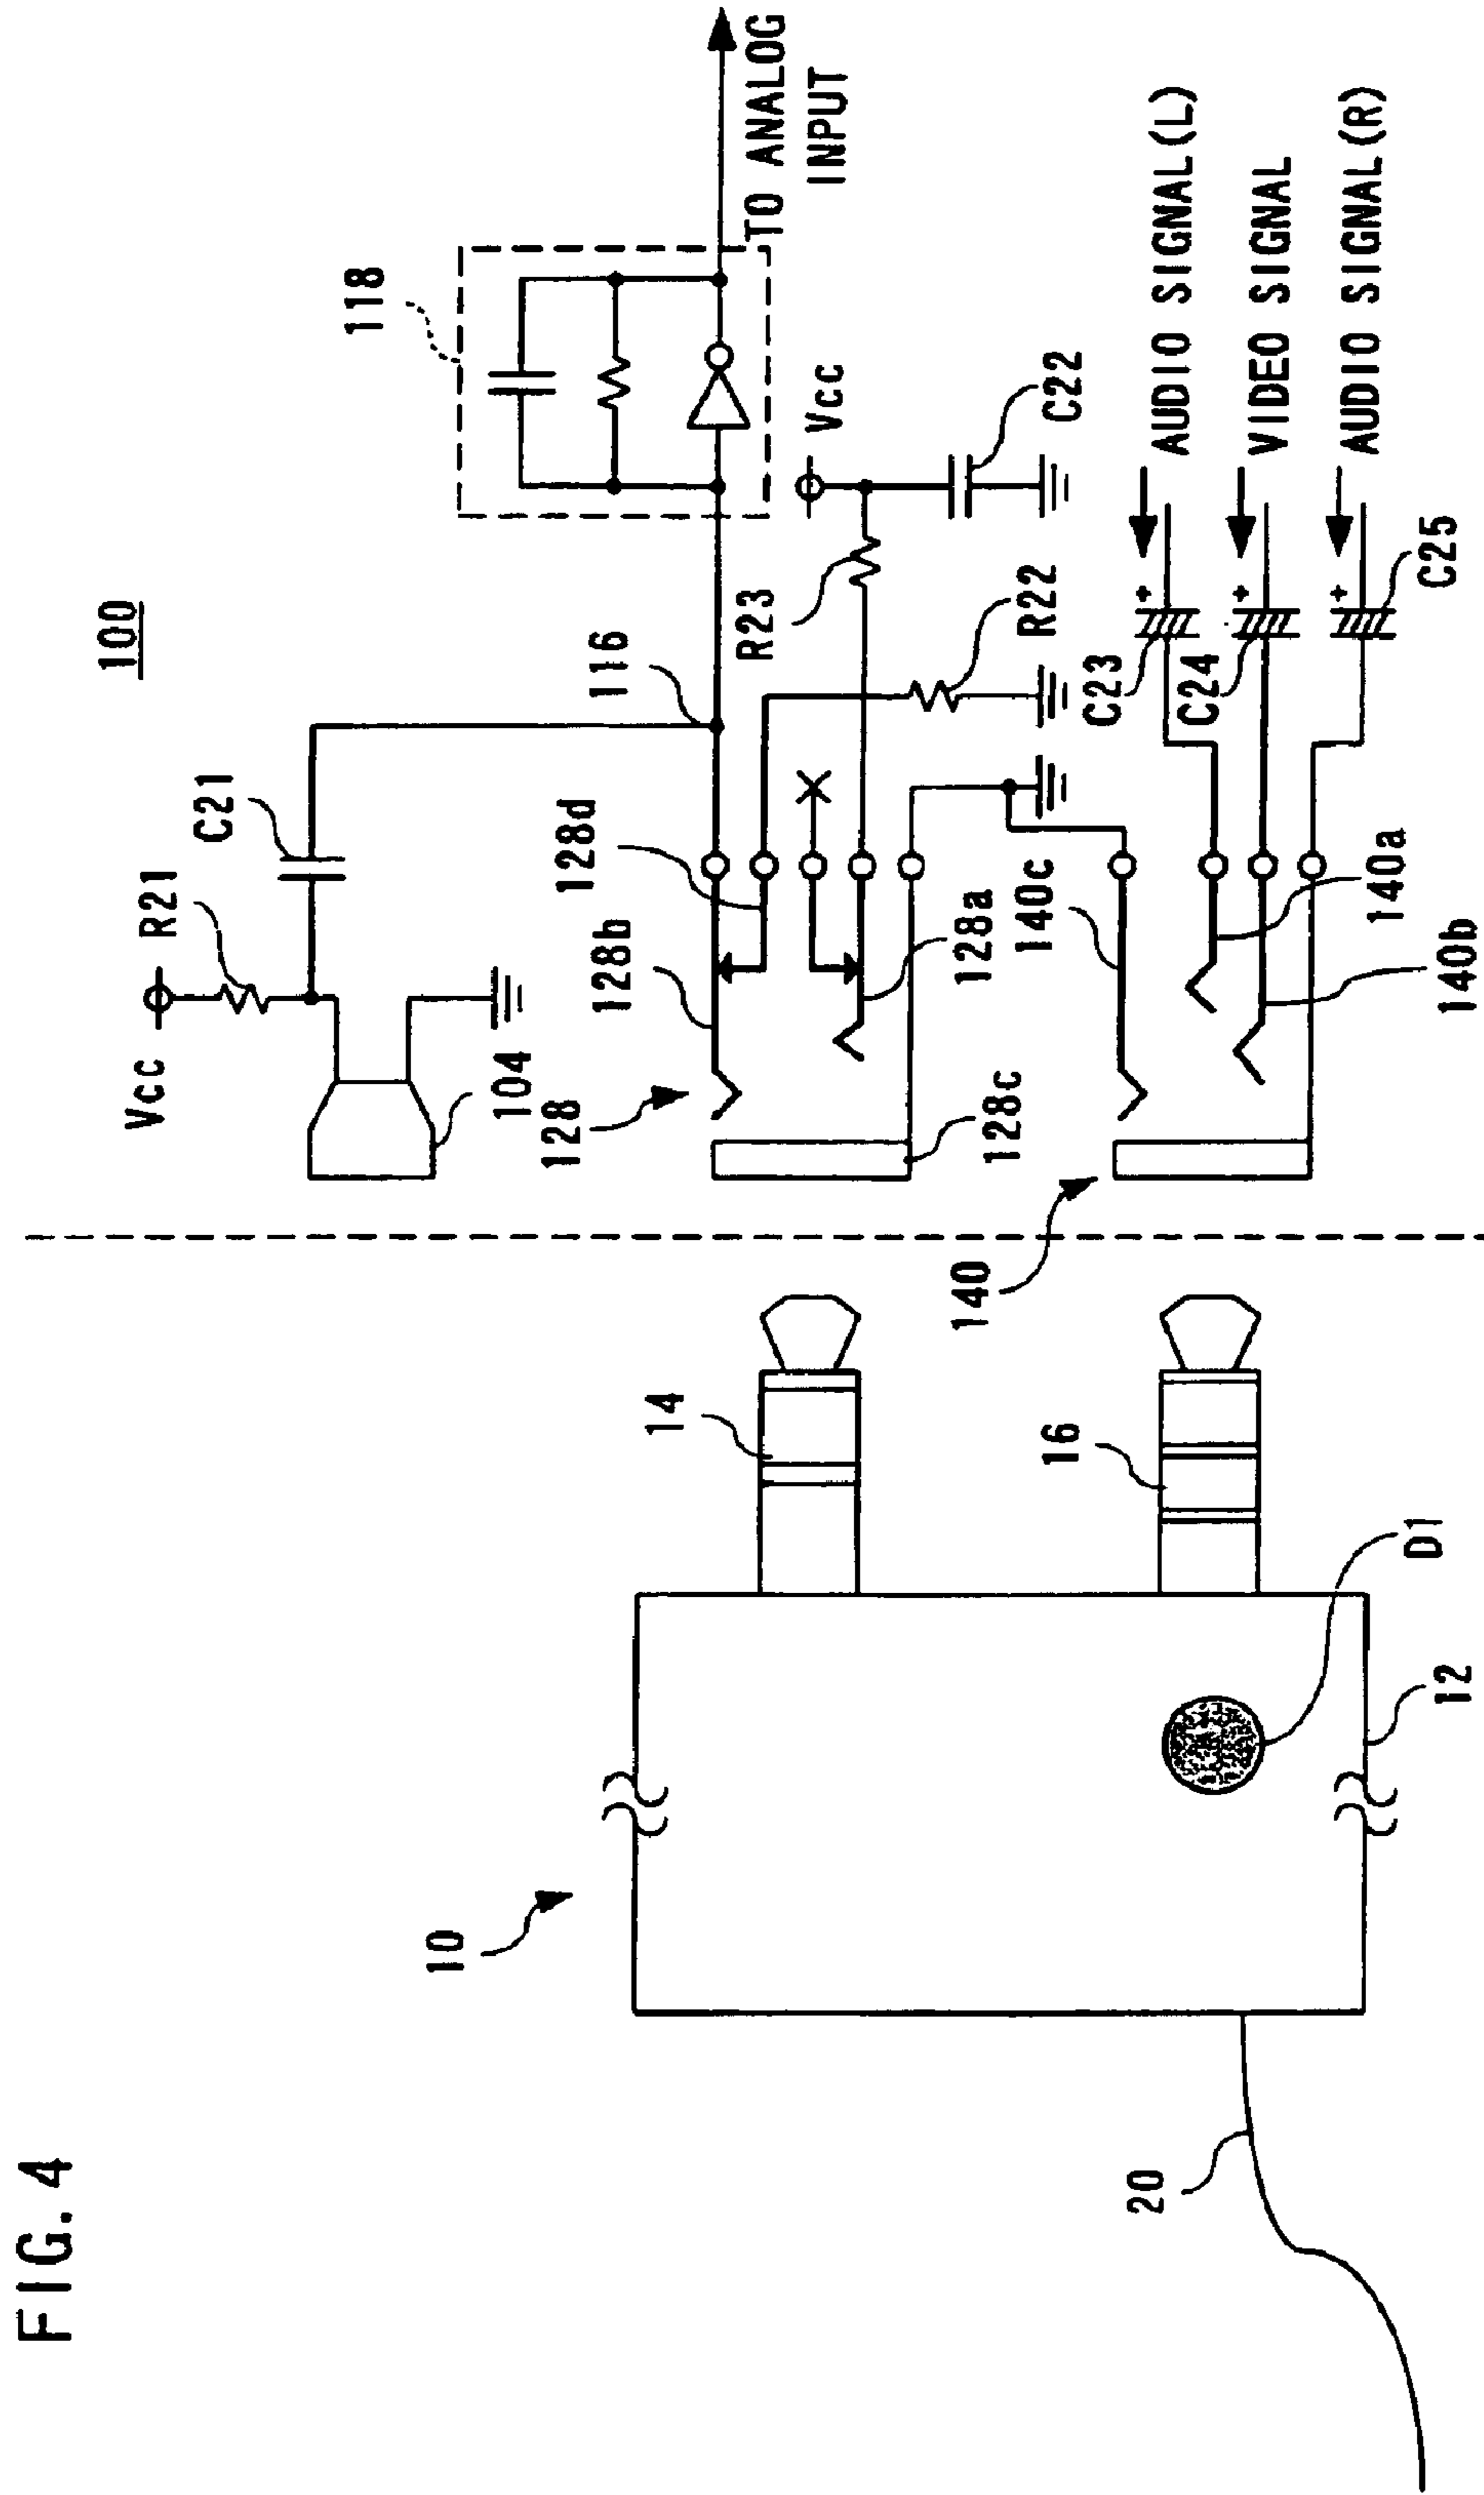 FIG. 4
100
118
TO ANALOG
INPUT
Vcc
R21
C21
116
R23
Vcc
C22
R22
128d
128b
128
104
128a
128c
140c
C23
C24
C25
AUDIO SIGNAL(L)
VIDEO SIGNAL
AUDIO SIGNAL(R)
140a
140b
140
14
16
10
D1
12
20